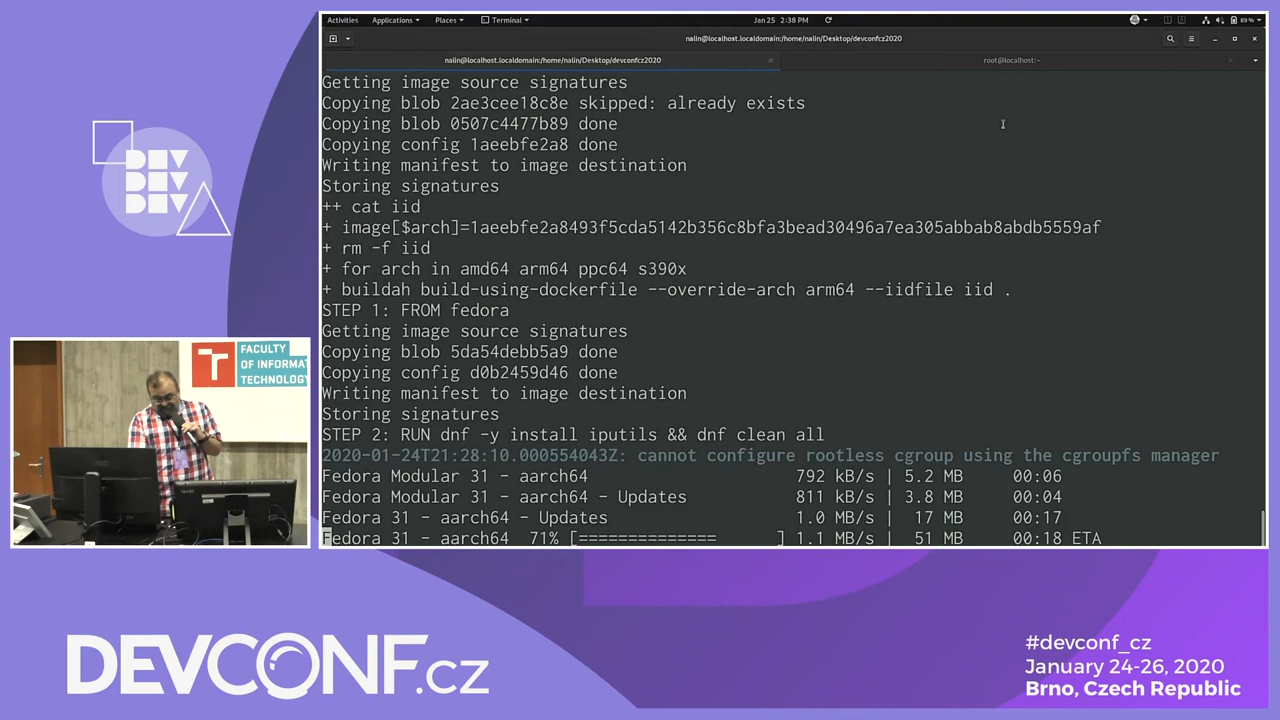 Activities Applications Places Terminal Jan 25 2:38 PM 89%
nalin@localhost.localdomain:/home/nalin/Desktop/devconfcz2020
nalin@localhost.localdomain:/home/nalin/Desktop/devconfcz2020 root@localhost:~
Getting image source signatures
Copying blob 2ae3cee18c8e skipped: already exists
Copying blob 0507c4477b89 done
Copying config 1aeebfe2a8 done
Writing manifest to image destination
Storing signatures
++ cat iid
+ image[$arch]=1aeebfe2a8493f5cda5142b356c8bfa3bead30496a7ea305abbab8abdb5559af
+ rm -f iid
+ for arch in amd64 arm64 ppc64 s390x
+ buildah build-using-dockerfile --override-arch arm64 --iidfile iid .
STEP 1: FROM fedora
Getting image source signatures
Copying blob 5da54debb5a9 done
Copying config d0b2459d46 done
Writing manifest to image destination
Storing signatures
STEP 2: RUN dnf -y install iputils && dnf clean all
2020-01-24T21:28:10.000554043Z: cannot configure rootless cgroup using the cgroupfs manager
Fedora Modular 31 - aarch64 792 kB/s | 5.2 MB 00:06
Fedora Modular 31 - aarch64 - Updates 811 kB/s | 3.8 MB 00:04
Fedora 31 - aarch64 - Updates 1.0 MB/s | 17 MB 00:17
Fedora 31 - aarch64 71% [============== ] 1.1 MB/s | 51 MB 00:18 ETA
DEV
DEV
DEV
FACULTY
OF INFORMAT
TECHNOLOGY
DEVCONF.cz
#devconf_cz
January 24-26, 2020
Brno, Czech Republic